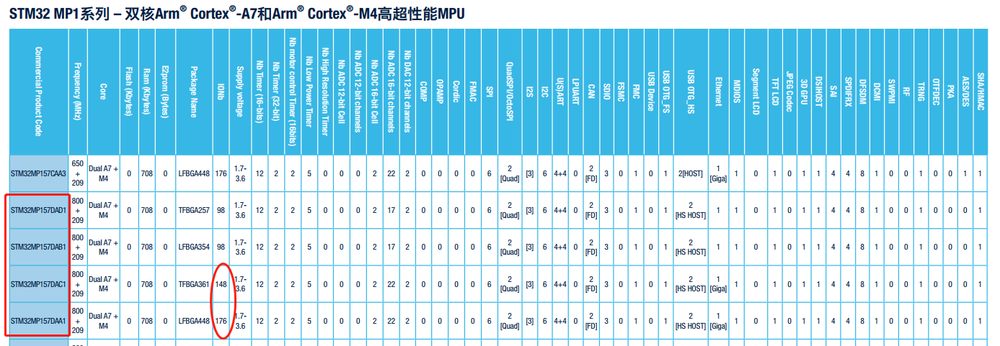 STM32 MP1系列 – 双核Arm® Cortex®-A7和Arm® Cortex®-M4高超性能MPU
Commercial Product Code
Frequency (MHz)
Core
Flash (Kbytes)
Ram (Kbytes)
E2prom (Bytes)
Package Name
IONb
Supply voltage
Nb Timer (16-bits)
Nb Timer (32-bit)
Nb motor control Timer (16bits)
Nb Low Power Timer
Nb High Resolution Timer
Nb ADC 12-bit Cell
Nb ADC 12-bit channels
Nb ADC 16-bit Cell
Nb ADC 16-bit channels
Nb DAC 12-bit channels
COMP
OPAMP
Cordic
FMAC
SPI
QuadSPI/OctoSPI
I2S
I2C
U(S)ART
LPUART
CAN
SDIO
FSMC
FMC
USB Device
USB OTG_FS
USB OTG_HS
Ethernet
MDIOS
Segment LCD
TFT LCD
JPEG Codec
3D GPU
DSIHOST
SAI
SPDIFRX
DFSDM
DCMI
SWPMI
RF
TRNG
OTFDEC
PKA
AES/DES
SHA/HMAC
STM32MP157CAA3 650 + 209 Dual A7 + M4 0 708 0 LFBGA448 176 1.7-3.6 12 2 2 5 0 0 0 2 22 2 0 0 0 0 6 2 [Quad] [3] 6 4+4 0 2 [FD] 3 0 1 0 1 2[HOST] 1 [Giga] 1 0 1 0 1 1 4 4 8 1 0 0 1 0 0 1 1
STM32MP157DAD1 800 + 209 Dual A7 + M4 0 708 0 TFBGA257 98 1.7-3.6 12 2 2 5 0 0 0 2 17 2 0 0 0 0 6 2 [Quad] [3] 6 4+4 0 2 [FD] 3 0 1 0 1 2 [HS HOST] 1 1 0 1 0 1 1 4 4 8 1 0 0 1 0 0 0 1
STM32MP157DAB1 800 + 209 Dual A7 + M4 0 708 0 LFBGA354 98 1.7-3.6 12 2 2 5 0 0 0 2 17 2 0 0 0 0 6 2 [Quad] [3] 6 4+4 0 2 [FD] 3 0 1 0 1 2 [HS HOST] 1 1 0 1 0 1 1 4 4 8 1 0 0 1 0 0 0 1
STM32MP157DAC1 800 + 209 Dual A7 + M4 0 708 0 TFBGA361 148 1.7-3.6 12 2 2 5 0 0 0 2 22 2 0 0 0 0 6 2 [Quad] [3] 6 4+4 0 2 [FD] 3 0 1 0 1 2 [HS HOST] 1 [Giga] 1 0 1 0 1 1 4 4 8 1 0 0 1 0 0 0 1
STM32MP157DAA1 800 + 209 Dual A7 + M4 0 708 0 LFBGA448 176 1.7-3.6 12 2 2 5 0 0 0 2 22 2 0 0 0 0 6 2 [Quad] [3] 6 4+4 0 2 [FD] 3 0 1 0 1 2 [HS HOST] 1 [Giga] 1 0 1 0 1 1 4 4 8 1 0 0 1 0 0 0 1